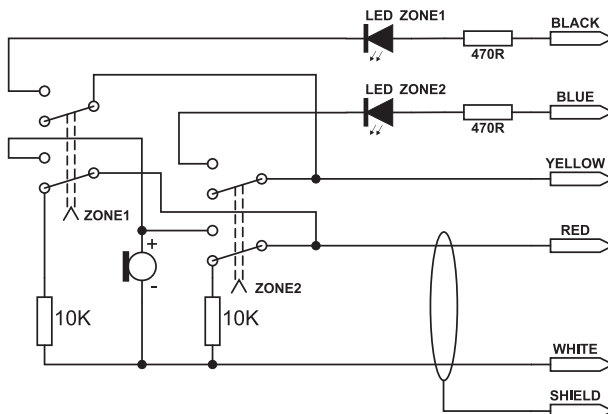 LED ZONE1
BLACK
470R
LED ZONE2
BLUE
470R
YELLOW
ZONE1
RED
+
-
ZONE2
10K
10K
WHITE
SHIELD